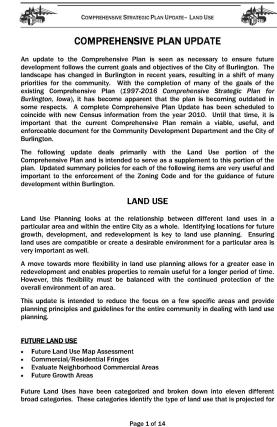 COMPREHENSIVE STRATEGIC PLAN UPDATE- LAND USE
COMPREHENSIVE PLAN UPDATE
An update to the Comprehensive Plan is seen as necessary to ensure future
development follows the current goals and objectives of the City of Burlington. The
landscape has changed in Burlington in recent years, resulting in a shift of many
priorities for the community. With the completion of many of the goals of the
existing Comprehensive Plan (1997-2016 Comprehensive Strategic Plan for
Burlington, Iowa), it has become apparent that the plan is becoming outdated in
some respects. A complete Comprehensive Plan Update has been scheduled to
coincide with new Census information from the year 2010. Until that time, it is
important that the current Comprehensive Plan remain a viable, useful, and
enforceable document for the Community Development Department and the City of
Burlington.
The following update deals primarily with the Land Use portion of the
Comprehensive Plan and is intended to serve as a supplement to this portion of the
plan. Updated summary policies for each of the following items are very useful and
important to the enforcement of the Zoning Code and for the guidance of future
development within Burlington.
LAND USE
Land Use Planning looks at the relationship between different land uses in a
particular area and within the entire City as a whole. Identifying locations for future
growth, development, and redevelopment is key to land use planning. Ensuring
land uses are compatible or create a desirable environment for a particular area is
very important as well.
A move towards more flexibility in land use planning allows for a greater ease in
redevelopment and enables properties to remain useful for a longer period of time.
However, this flexibility must be balanced with the continued protection of the
overall environment of an area.
This update is intended to reduce the focus on a few specific areas and provide
planning principles and guidelines for the entire community in dealing with land use
planning.
FUTURE LAND USE
• Future Land Use Map Assessment
• Commercial/Residential Fringes
• Evaluate Neighborhood Commercial Areas
• Future Growth Areas
Future Land Uses have been categorized and broken down into eleven different
broad categories. These categories identify the type of land use that is projected for
Page 1 of 14